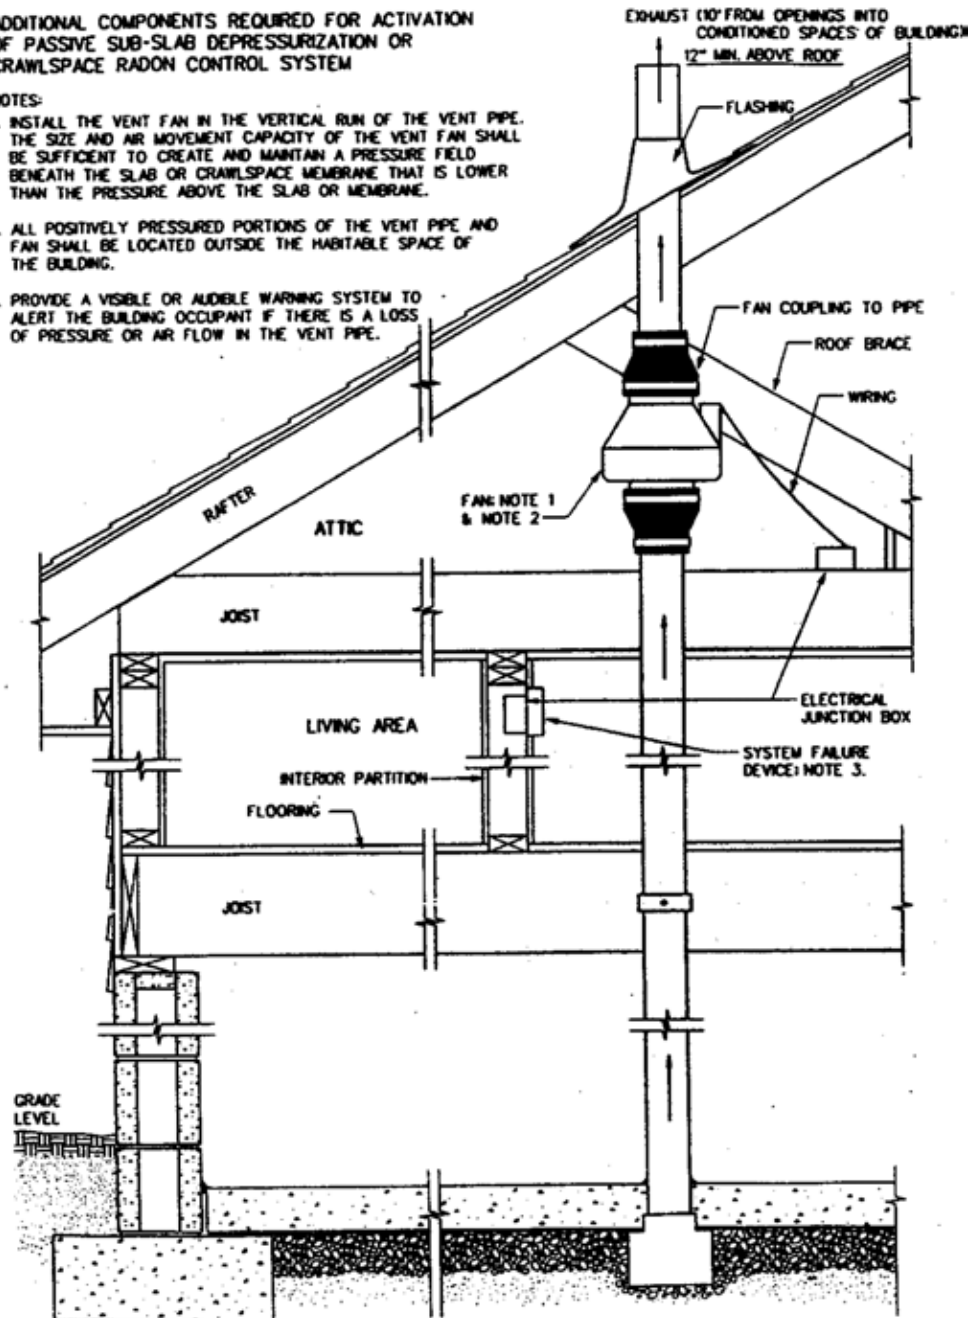 ADDITIONAL COMPONENTS REQUIRED FOR ACTIVATION
OF PASSIVE SUB-SLAB DEPRESSURIZATION OR
CRAWLSPACE RADON CONTROL SYSTEM
NOTES:
INSTALL THE VENT FAN IN THE VERTICAL RUN OF THE VENT PIPE.
THE SIZE AND AIR MOVEMENT CAPACITY OF THE VENT FAN SHALL
BE SUFFICENT TO CREATE AND MAINTAIN A PRESSURE FIELD
BENEATH THE SLAB OR CRAWLSPACE MEMBRANE THAT IS LOWER
THAN THE PRESSURE ABOVE THE SLAB OR MEMBRANE.
ALL POSITIVELY PRESSURED PORTIONS OF THE VENT PIPE AND
FAN SHALL BE LOCATED OUTSIDE THE HABITABLE SPACE OF
THE BUILDING.
PROVIDE A VISIBLE OR AUDIBLE WARNING SYSTEM TO
ALERT THE BUILDING OCCUPANT IF THERE IS A LOSS
OF PRESSURE OR AIR FLOW IN THE VENT PIPE.
EXHAUST (10' FROM OPENINGS INTO
CONDITIONED SPACES OF BUILDING)
12" MIN. ABOVE ROOF
FLASHING
FAN COUPLING TO PIPE
ROOF BRACE
WIRING
FAN: NOTE 1
& NOTE 2
RAFTER
ATTIC
JOIST
LIVING AREA
ELECTRICAL
JUNCTION BOX
SYSTEM FAILURE
DEVICE; NOTE 3.
INTERIOR PARTITION
FLOORING
JOIST
GRADE
LEVEL